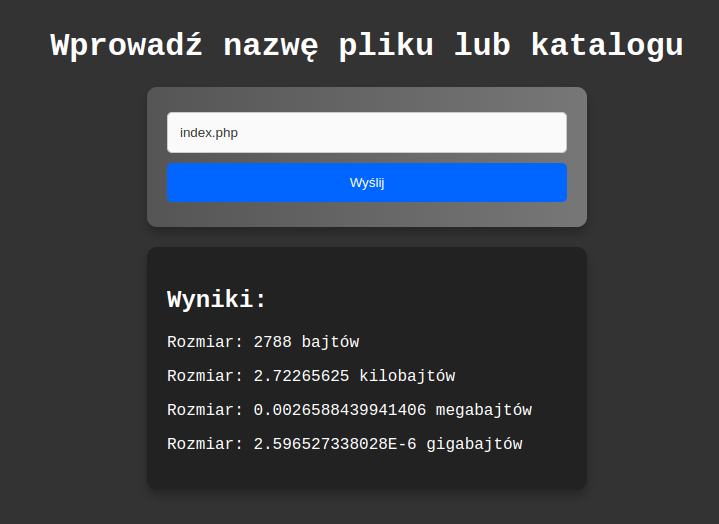 Wprowadź nazwę pliku lub katalogu
index.php
Wyślij
Wyniki:
Rozmiar: 2788 bajtów
Rozmiar: 2.72265625 kilobajtów
Rozmiar: 0.0026588439941406 megabajtów
Rozmiar: 2.596527338028E-6 gigabajtów